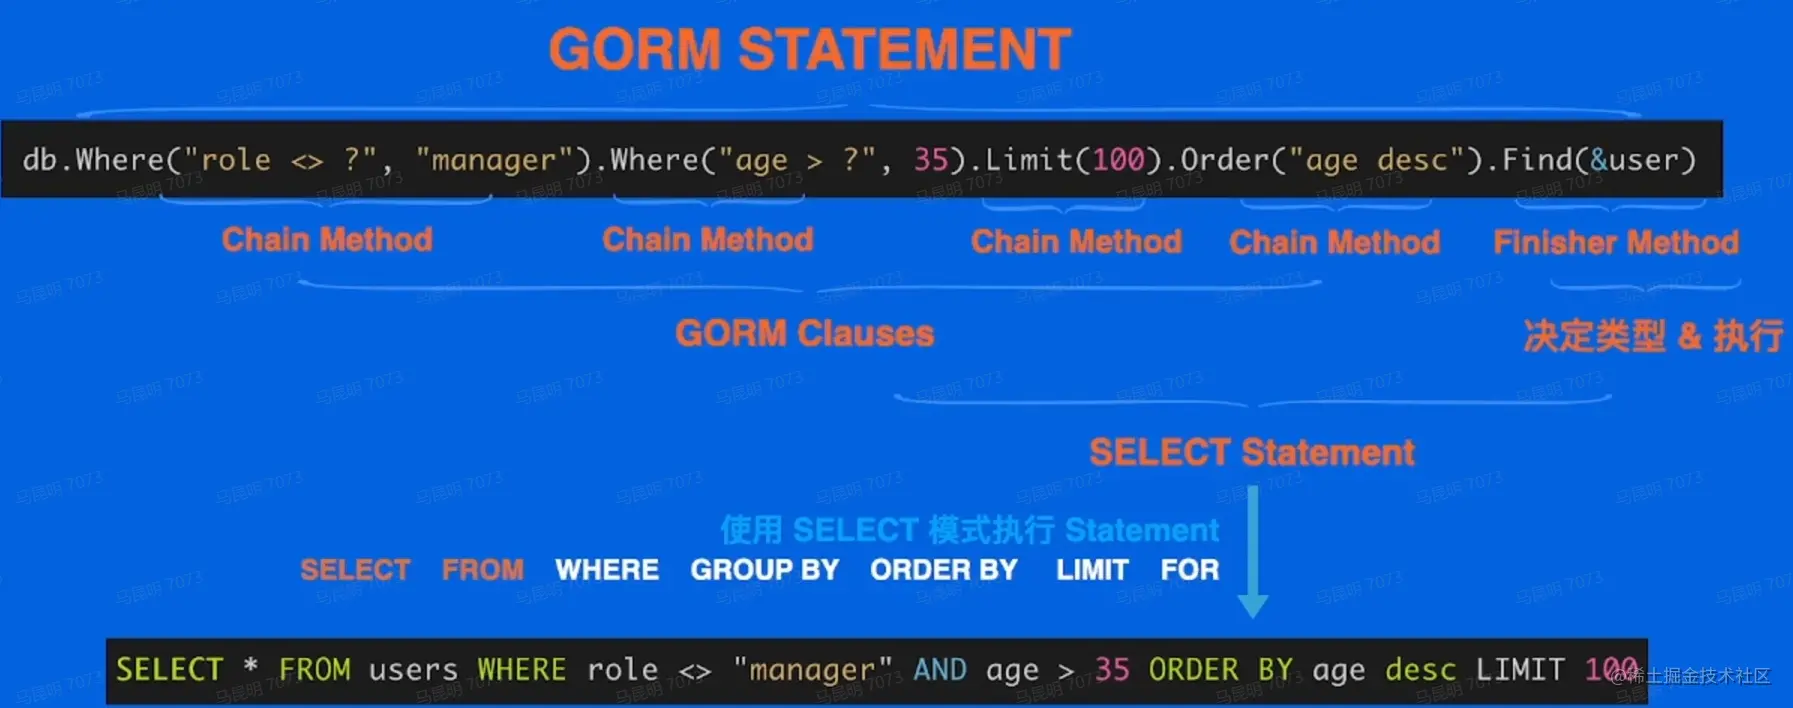 GORM STATEMENT
db.Where("role <> ?", "manager").Where("age > ?", 35).Limit(100).Order("age desc").Find(&user)
Chain Method Chain Method Chain Method Chain Method Finisher Method
GORM Clauses 决定类型 & 执行
SELECT Statement
使用 SELECT 模式执行 Statement
SELECT FROM WHERE GROUP BY ORDER BY LIMIT FOR
SELECT * FROM users WHERE role <> "manager" AND age > 35 ORDER BY age desc LIMIT 100
@稀土掘金技术社区
马昆明 7073